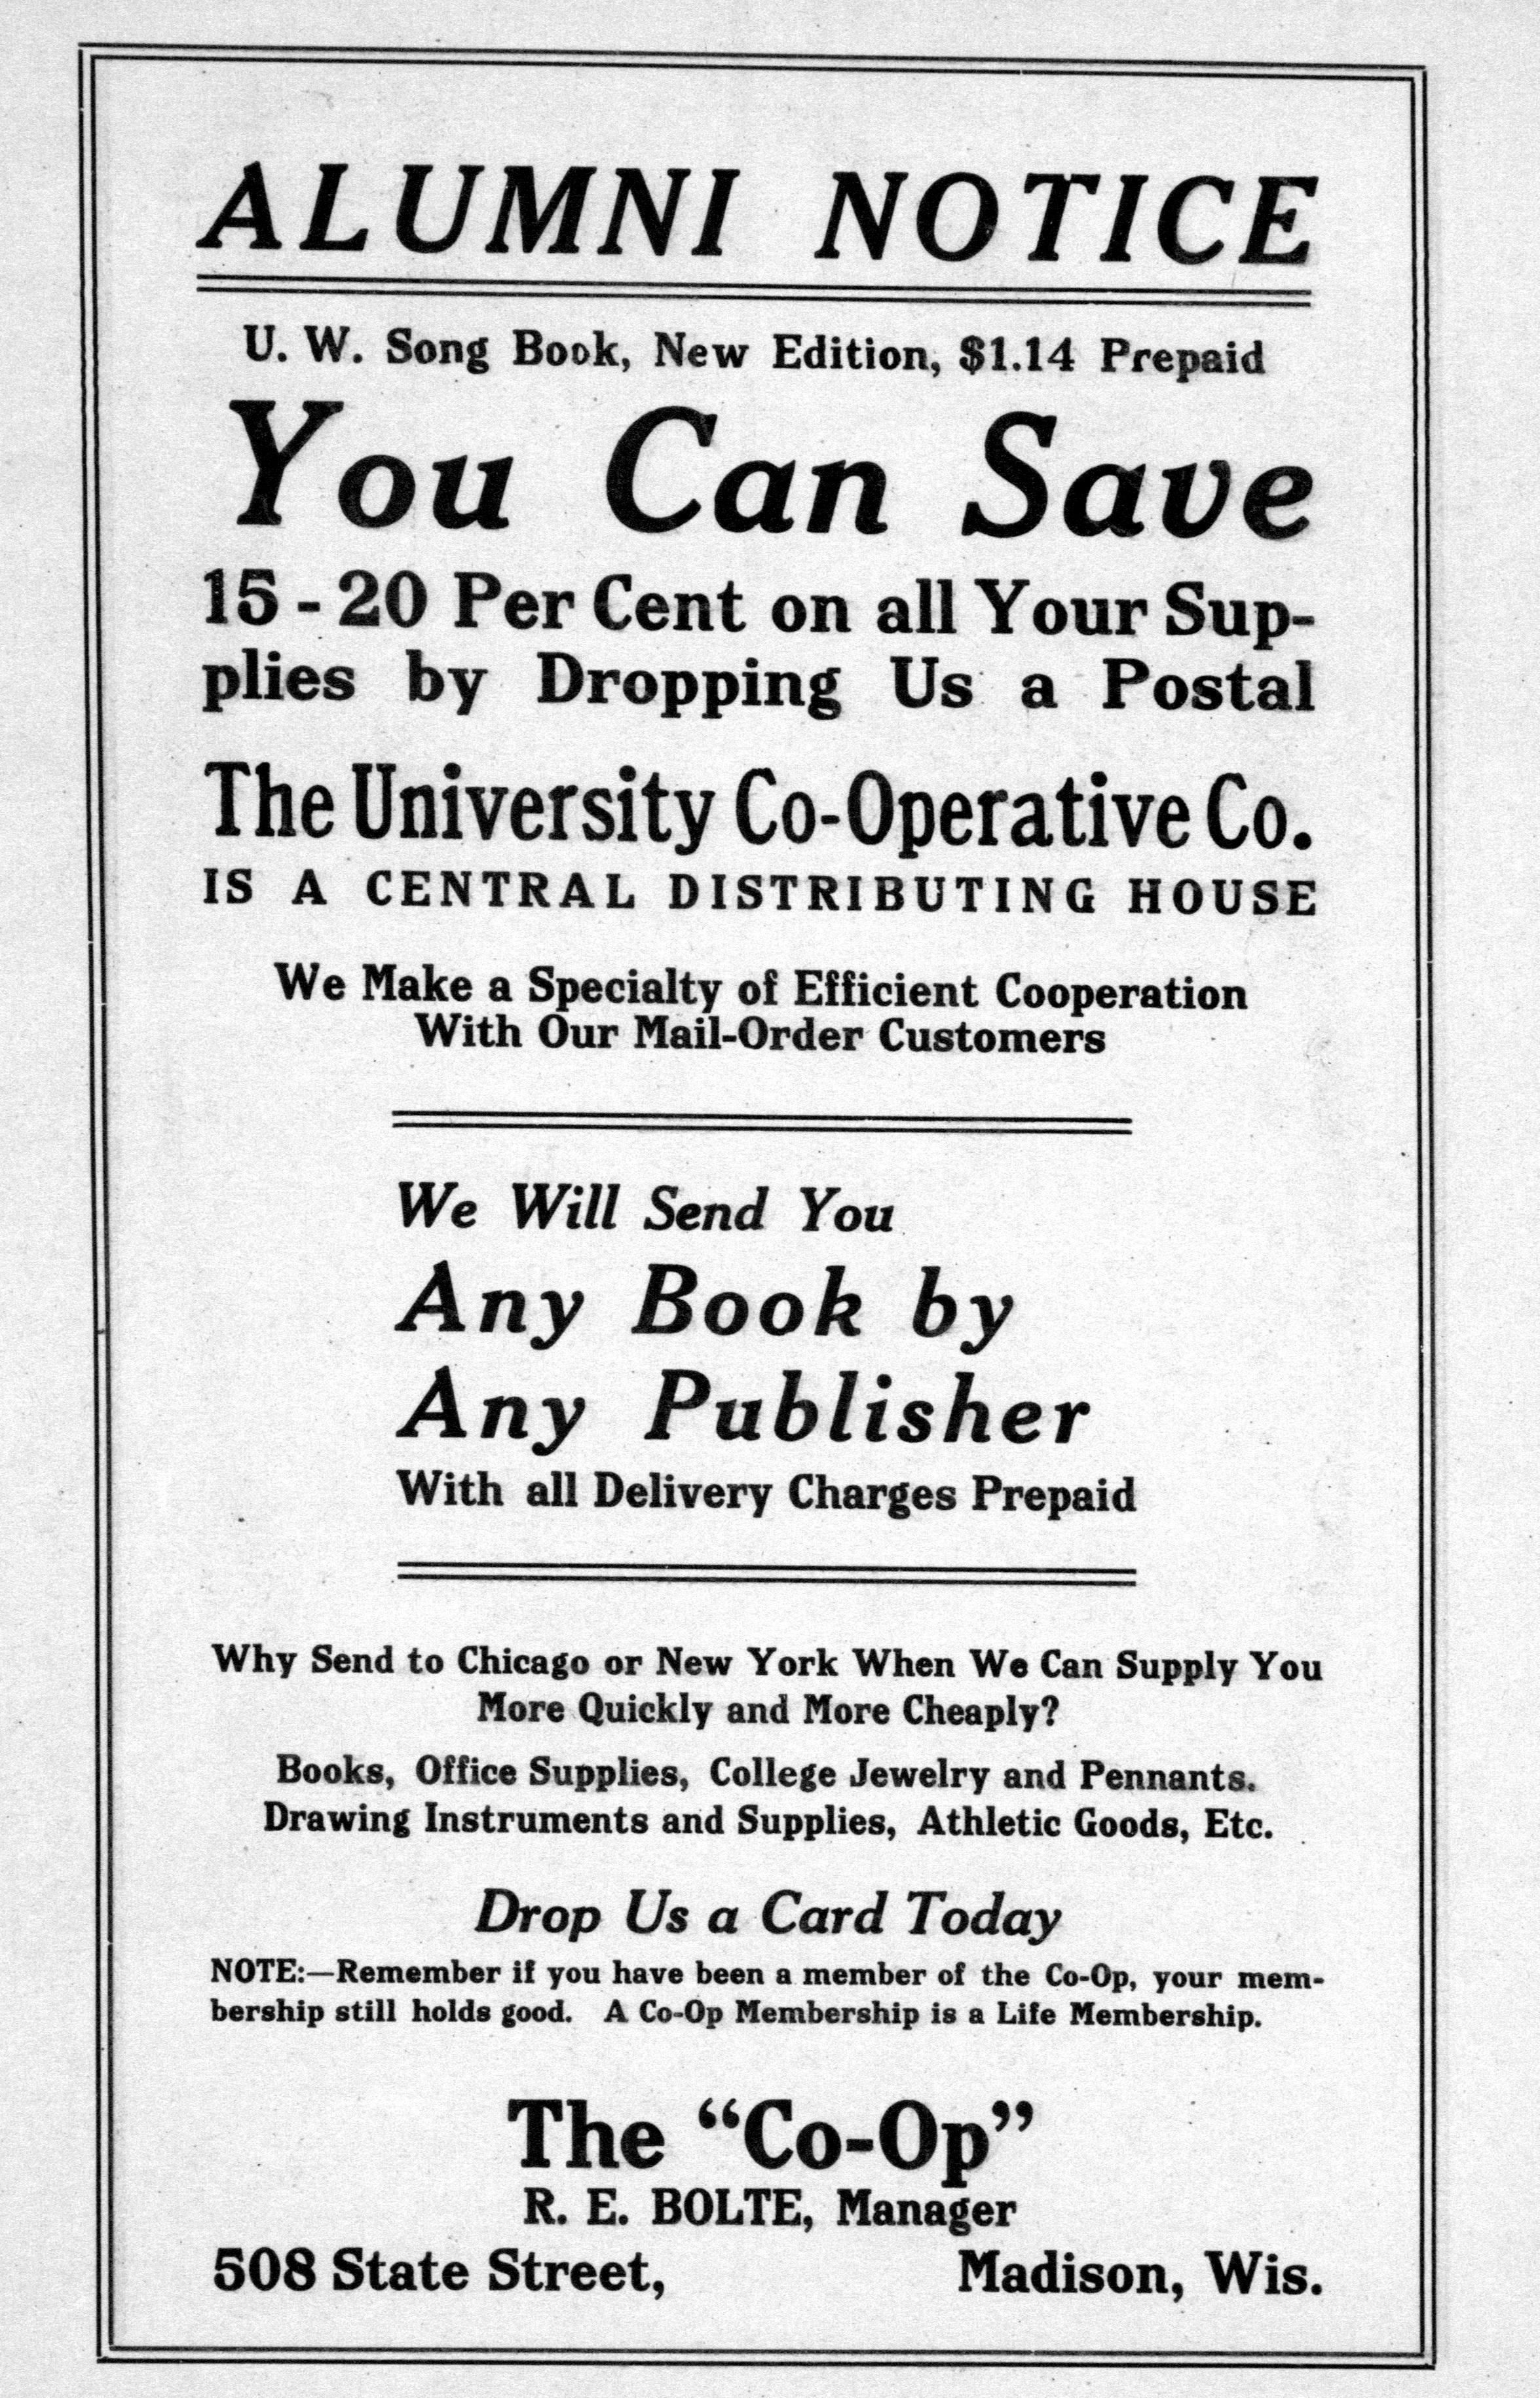 ALUMNI NOTICE
U. W. Song Book, New Edition, $1.14 Prepaid
You Can Save
15 - 20 Per Cent on all Your Sup-
plies by Dropping Us a Postal
The University Co-Operative Co.
IS A CENTRAL DISTRIBUTING HOUSE
We Make a Specialty of Efficient Cooperation
With Our Mail-Order Customers
We Will Send You
Any Book by
Any Publisher
With all Delivery Charges Prepaid
Why Send to Chicago or New York When We Can Supply You
More Quickly and More Cheaply?
Books, Office Supplies, College Jewelry and Pennants.
Drawing Instruments and Supplies, Athletic Goods, Etc.
Drop Us a Card Today
NOTE:—Remember if you have been a member of the Co-Op, your mem-
bership still holds good. A Co-Op Membership is a Life Membership.
The “Co-Op”
R. E. BOLTE, Manager
508 State Street, Madison, Wis.